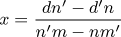 x = \frac{dn' - d'n}{n'm - nm'}